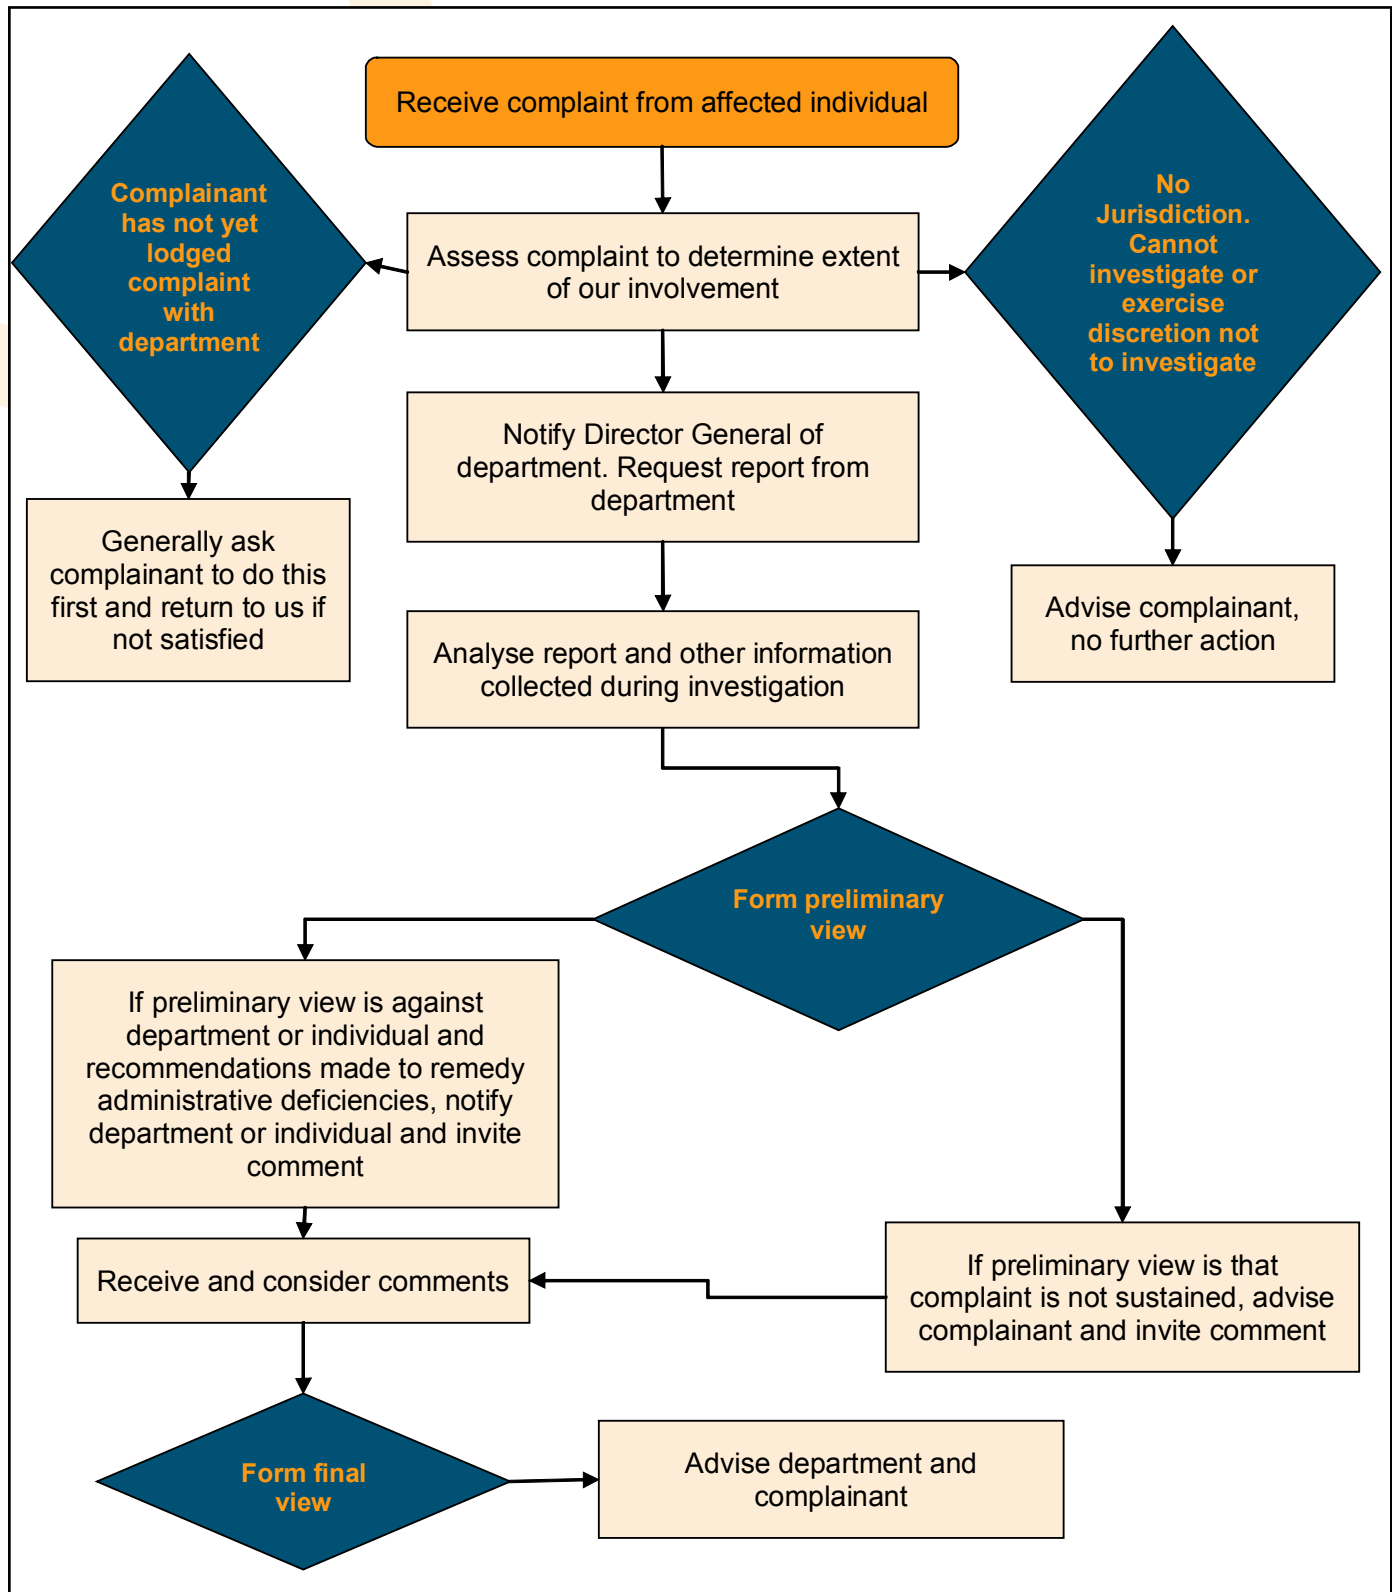 Receive complaint from affected individual
Complainant
has not yet
lodged
complaint
with
department
Assess complaint to determine extent
of our involvement
No
Jurisdiction.
Cannot
investigate or
exercise
discretion not
to investigate
Notify Director General of
department. Request report from
department
Generally ask
complainant to do this
first and return to us if
not satisfied
Advise complainant,
no further action
Analyse report and other information
collected during investigation
Form preliminary
view
If preliminary view is against
department or individual and
recommendations made to remedy
administrative deficiencies, notify
department or individual and invite
comment
Receive and consider comments
If preliminary view is that
complaint is not sustained, advise
complainant and invite comment
Form final
view
Advise department and
complainant